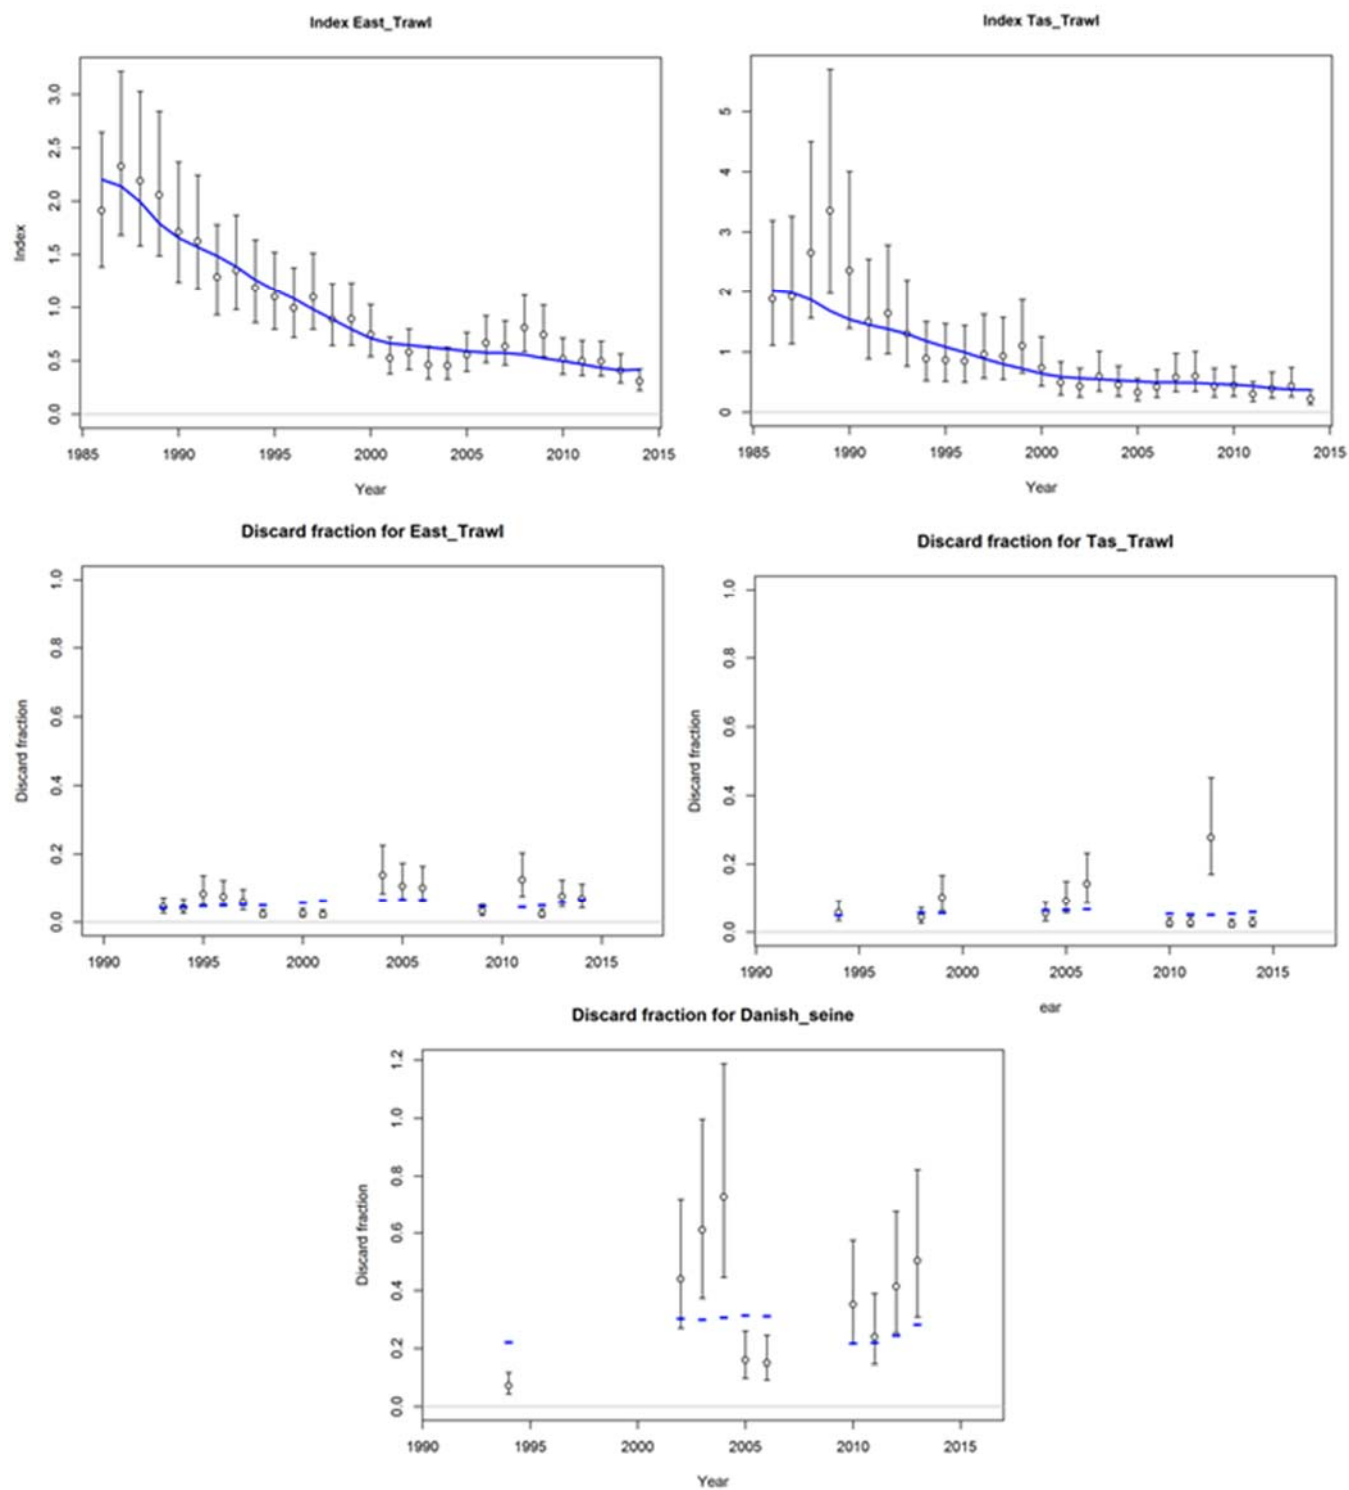 Index East_Trawl
Index
3.0
2.5
2.0
1.5
1.0
0.5
0.0
1985 1990 1995 2000 2005 2010 2015
Year
Index Tas_Trawl
5
4
3
2
1
0
1985 1990 1995 2000 2005 2010 2015
Year
Discard fraction for East_Trawl
Discard fraction
1.0
0.8
0.6
0.4
0.2
0.0
1990 1995 2000 2005 2010 2015
Discard fraction for Tas_Trawl
Discard fraction
1.0
0.8
0.6
0.4
0.2
0.0
1990 1995 2000 2005 2010 2015
ear
Discard fraction for Danish_seine
Discard fraction
1.2
1.0
0.8
0.6
0.4
0.2
0.0
1990 1995 2000 2005 2010 2015
Year